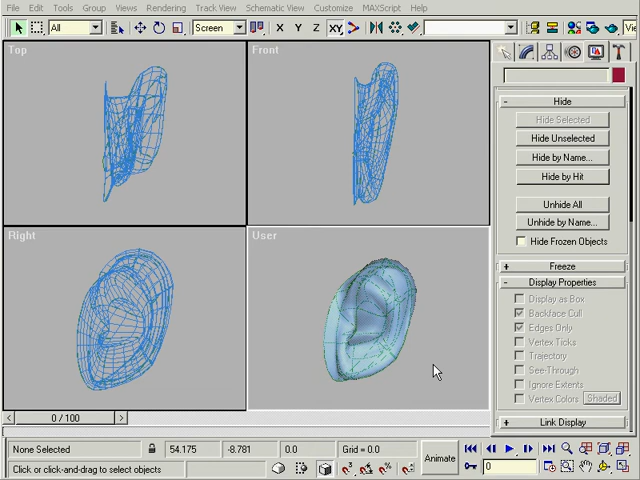 File Edit Tools Group Views Rendering Track View Schematic View Customize MAXScript Help
All Screen X Y Z XY
Top
Front
Right
User
- Hide
Hide Selected
Hide Unselected
Hide by Name...
Hide by Hit
Unhide All
Unhide by Name...
Hide Frozen Objects
+ Freeze
- Display Properties
Display as Box
Backface Cull
Edges Only
Vertex Ticks
Trajectory
See-Through
Ignore Extents
Vertex Colors Shaded
+ Link Display
< 0 / 100 >
None Selected 54.175 -8.781 0.0 Grid = 0.0
Animate
Click or click-and-drag to select objects
0